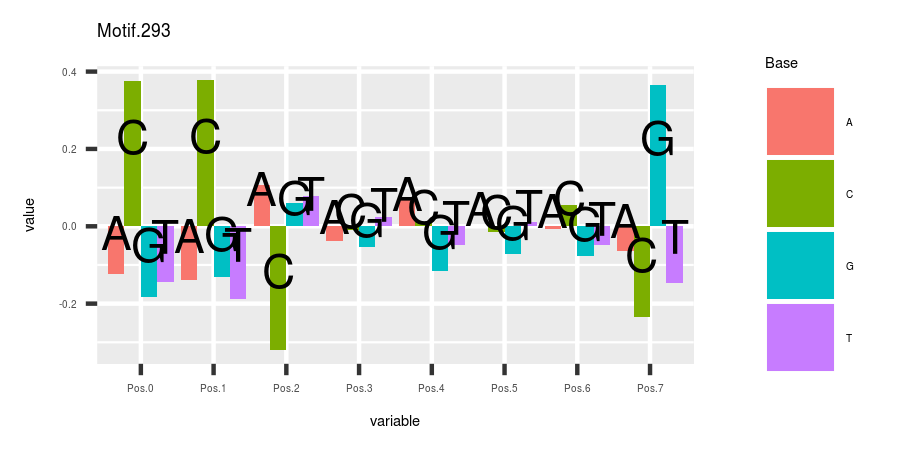 Motif.293
Base
0.4
0.2
0.0
-0.2
value
A C G T A C G T A C G T A C G T A C G T A C G T A C G T A C G T
Pos.0 Pos.1 Pos.2 Pos.3 Pos.4 Pos.5 Pos.6 Pos.7
variable
A
C
G
T